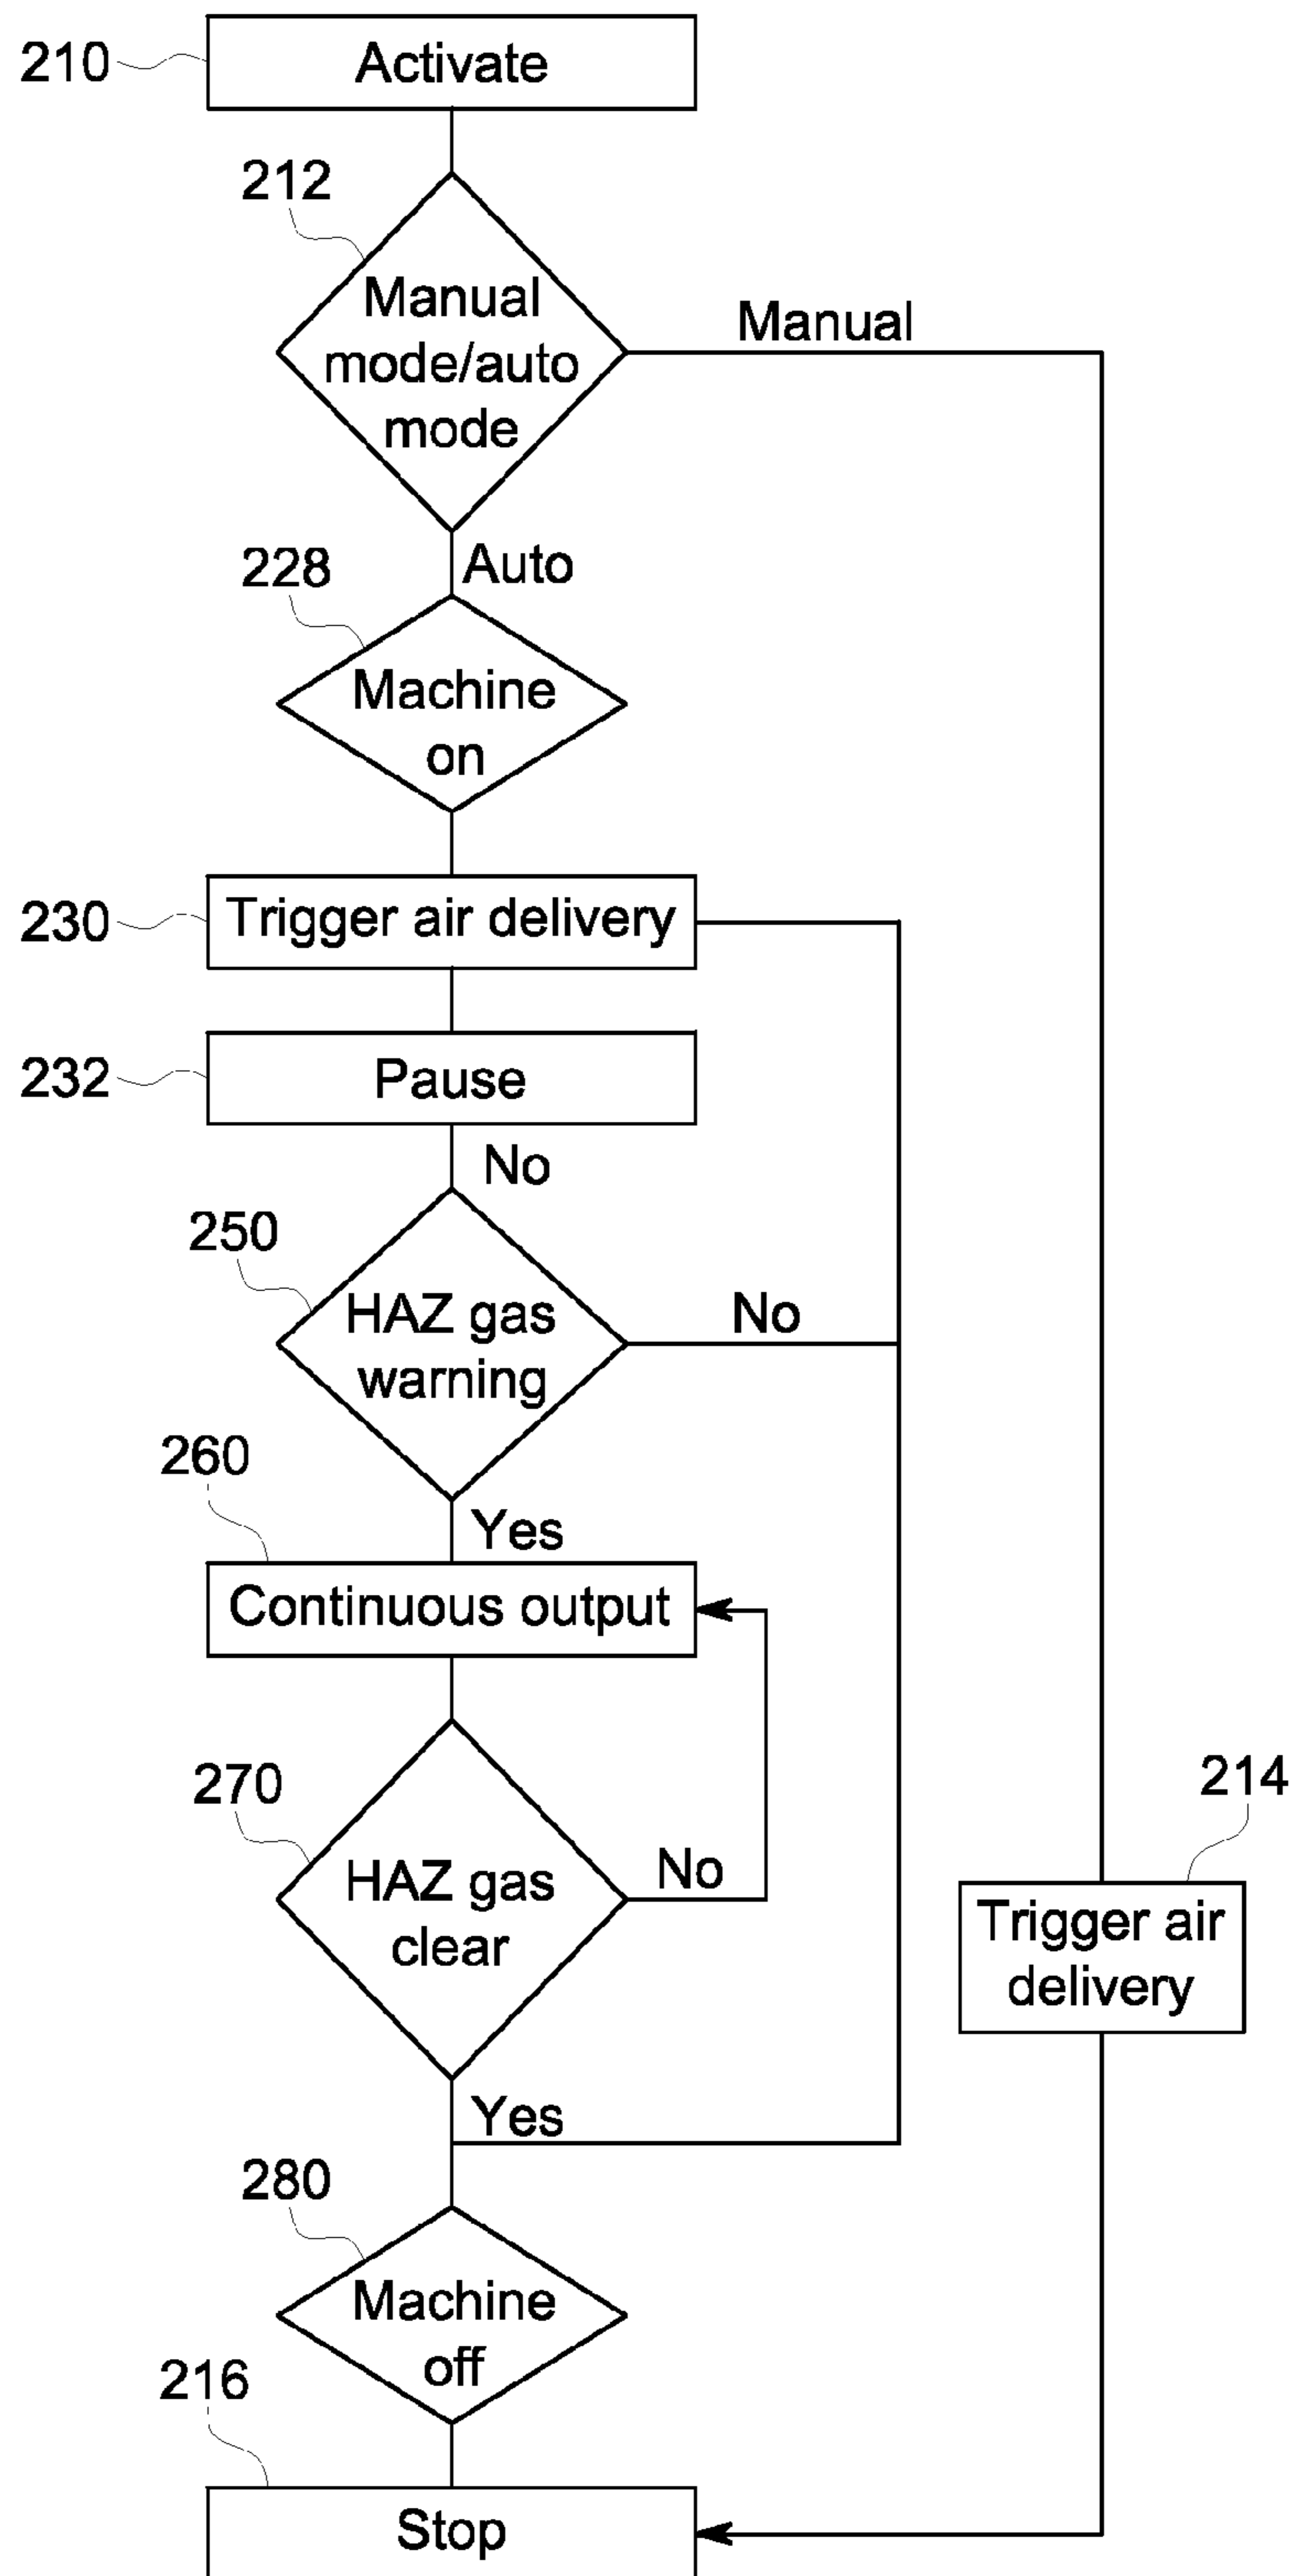 210
Activate
212
Manual
mode/auto
mode
Manual
Auto
228
Machine
on
230
Trigger air delivery
232
Pause
No
250
HAZ gas
warning
No
260
Yes
Continuous output
270
HAZ gas
clear
No
214
Trigger air
delivery
Yes
280
Machine
off
216
Stop